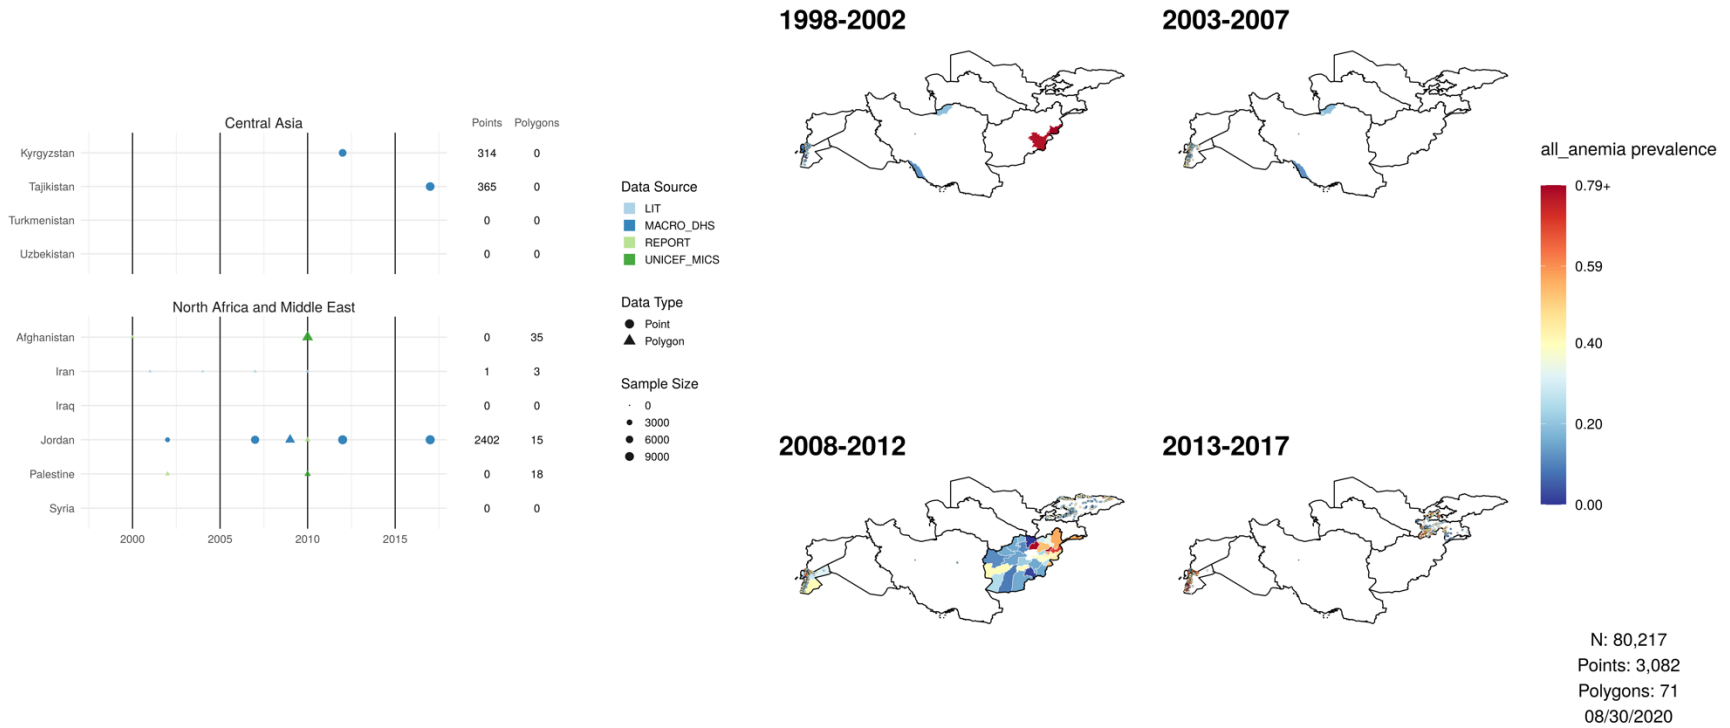 1998-2002
2003-2007
Central Asia
Points Polygons
Kyrgyzstan 314 0
Tajikistan 365 0
Turkmenistan 0 0
Uzbekistan 0 0
North Africa and Middle East
Afghanistan 0 35
Iran 1 3
Iraq 0 0
Jordan 2402 15
Palestine 0 18
Syria 0 0
2000 2005 2010 2015
Data Source
LIT
MACRO_DHS
REPORT
UNICEF_MICS
Data Type
Point
Polygon
Sample Size
0
3000
6000
9000
2008-2012
2013-2017
all_anemia prevalence
0.79+
0.59
0.40
0.20
0.00
N: 80,217
Points: 3,082
Polygons: 71
08/30/2020